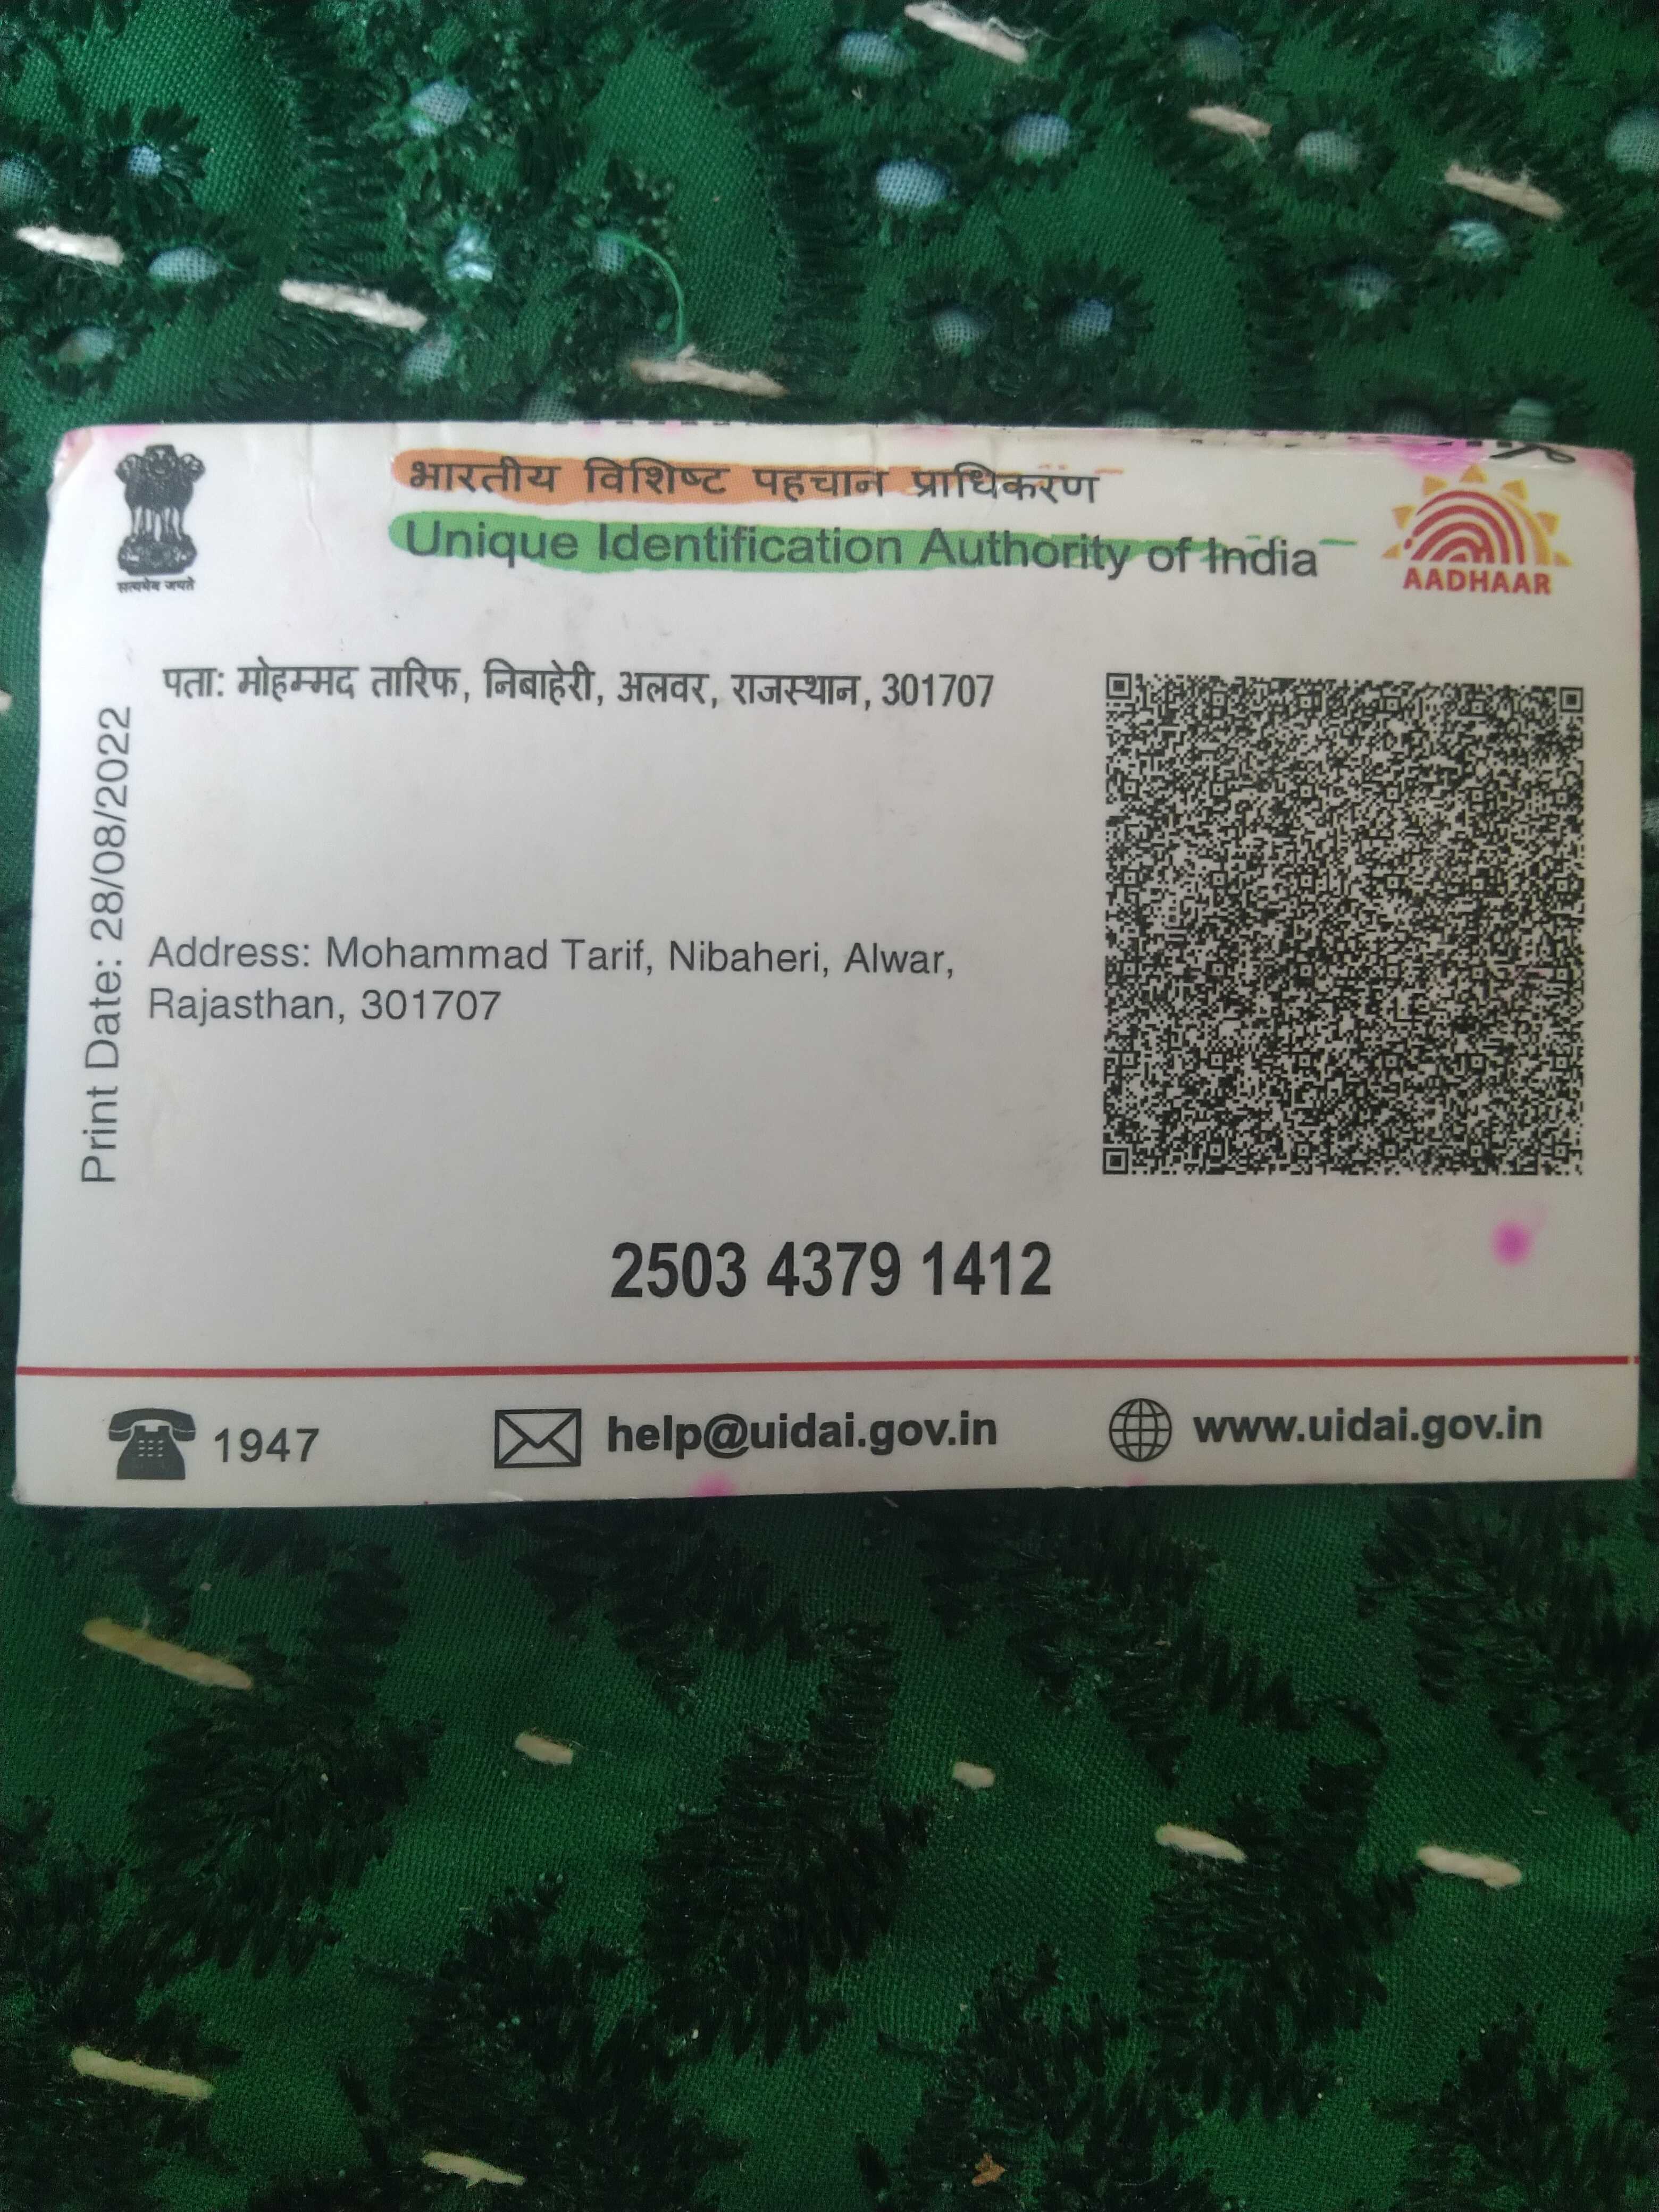 भारतीय विशिष्ट पहचान प्राधिकरण
Unique Identification Authority of India
सत्यमेव जयते
AADHAAR
पता: मोहम्मद तारिफ, निबाहेरी, अलवर, राजस्थान, 301707
Print Date: 28/08/2022
Address: Mohammad Tarif, Nibaheri, Alwar,
Rajasthan, 301707
2503 4379 1412
1947
help@uidai.gov.in
www.uidai.gov.in